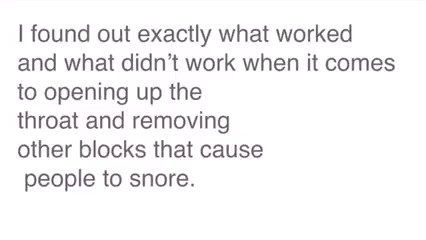 I found out exactly what worked
and what didn’t work when it comes
to opening up the
throat and removing
other blocks that cause
people to snore.